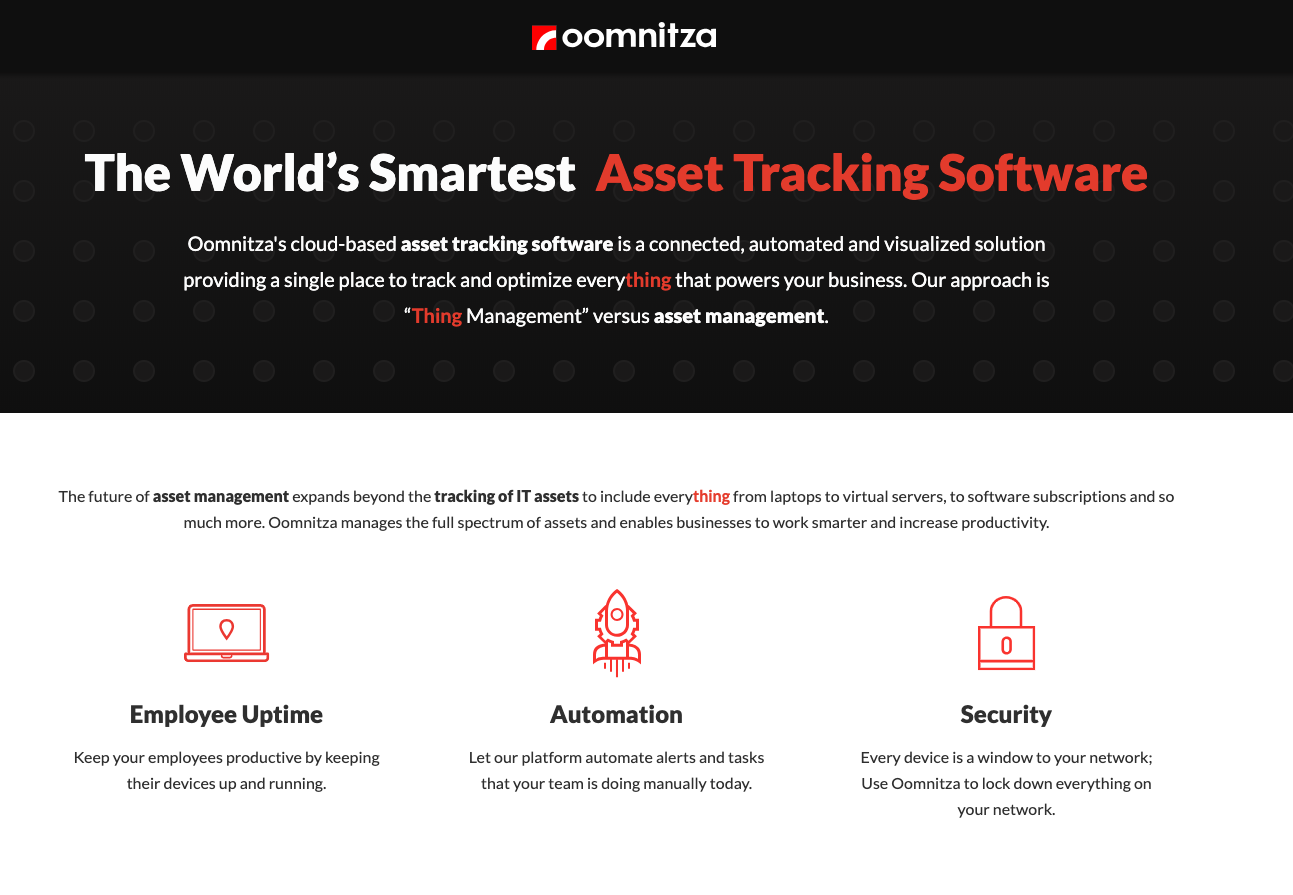 oomnitza
The World’s Smartest Asset Tracking Software
Oomnitza's cloud-based asset tracking software is a connected, automated and visualized solution
providing a single place to track and optimize everything that powers your business. Our approach is
“Thing Management” versus asset management.
The future of asset management expands beyond the tracking of IT assets to include everything from laptops to virtual servers, to software subscriptions and so
much more. Oomnitza manages the full spectrum of assets and enables businesses to work smarter and increase productivity.
Employee Uptime
Keep your employees productive by keeping
their devices up and running.
Automation
Let our platform automate alerts and tasks
that your team is doing manually today.
Security
Every device is a window to your network;
Use Oomnitza to lock down everything on
your network.